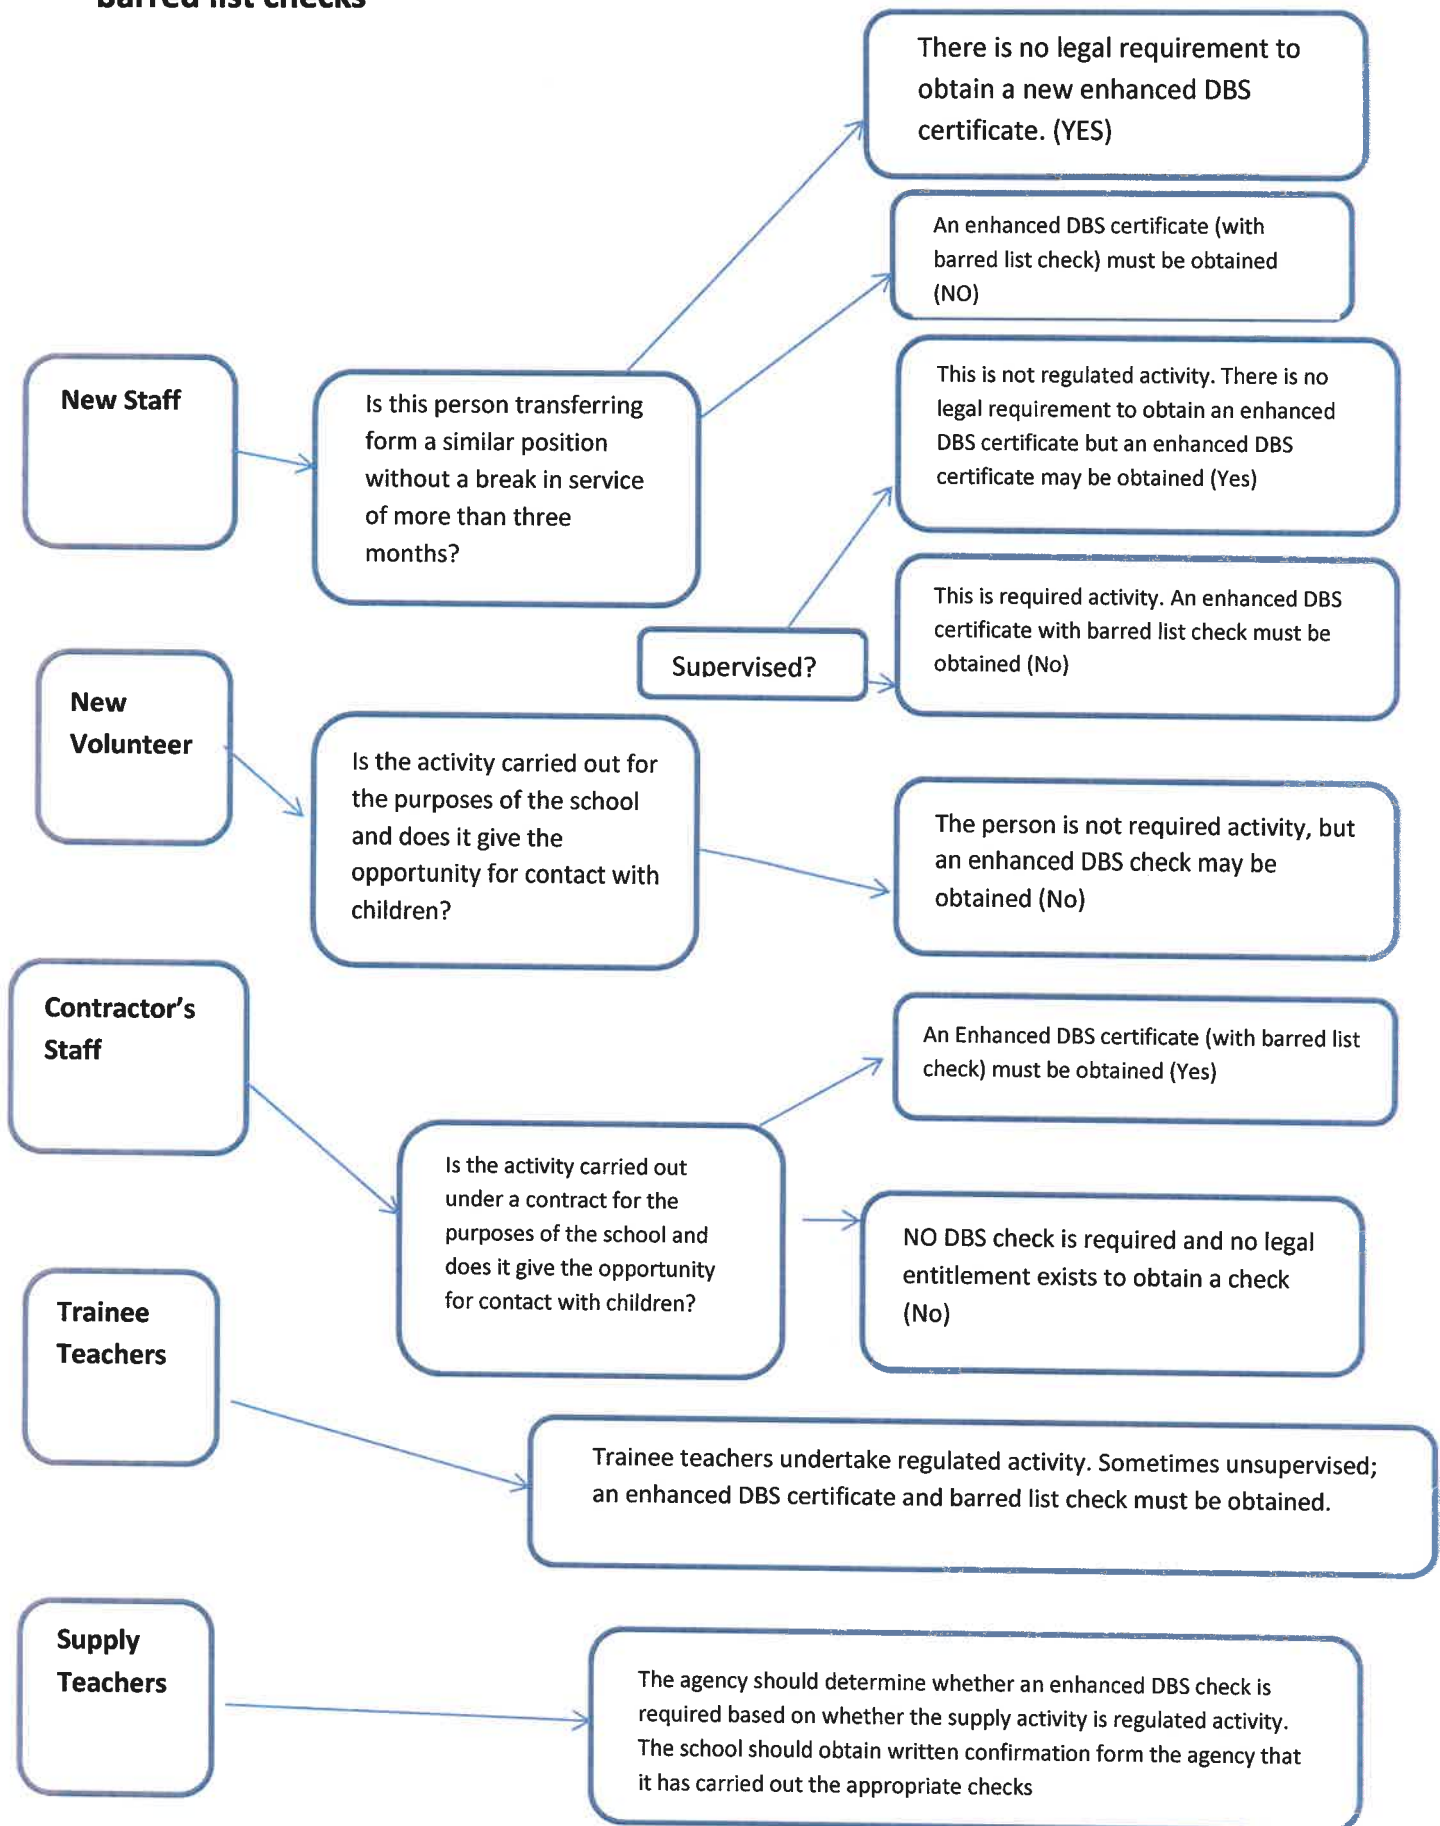 barred list checks
There is no legal requirement to
obtain a new enhanced DBS
certificate. (YES)
An enhanced DBS certificate (with
barred list check) must be obtained
(NO)
New Staff
Is this person transferring
form a similar position
without a break in service
of more than three
months?
This is not regulated activity. There is no
legal requirement to obtain an enhanced
DBS certificate but an enhanced DBS
certificate may be obtained (Yes)
This is required activity. An enhanced DBS
certificate with barred list check must be
obtained (No)
Supervised?
New
Volunteer
Is the activity carried out for
the purposes of the school
and does it give the
opportunity for contact with
children?
The person is not required activity, but
an enhanced DBS check may be
obtained (No)
Contractor's
Staff
An Enhanced DBS certificate (with barred list
check) must be obtained (Yes)
Is the activity carried out
under a contract for the
purposes of the school and
does it give the opportunity
for contact with children?
NO DBS check is required and no legal
entitlement exists to obtain a check
(No)
Trainee
Teachers
Trainee teachers undertake regulated activity. Sometimes unsupervised;
an enhanced DBS certificate and barred list check must be obtained.
Supply
Teachers
The agency should determine whether an enhanced DBS check is
required based on whether the supply activity is regulated activity.
The school should obtain written confirmation form the agency that
it has carried out the appropriate checks